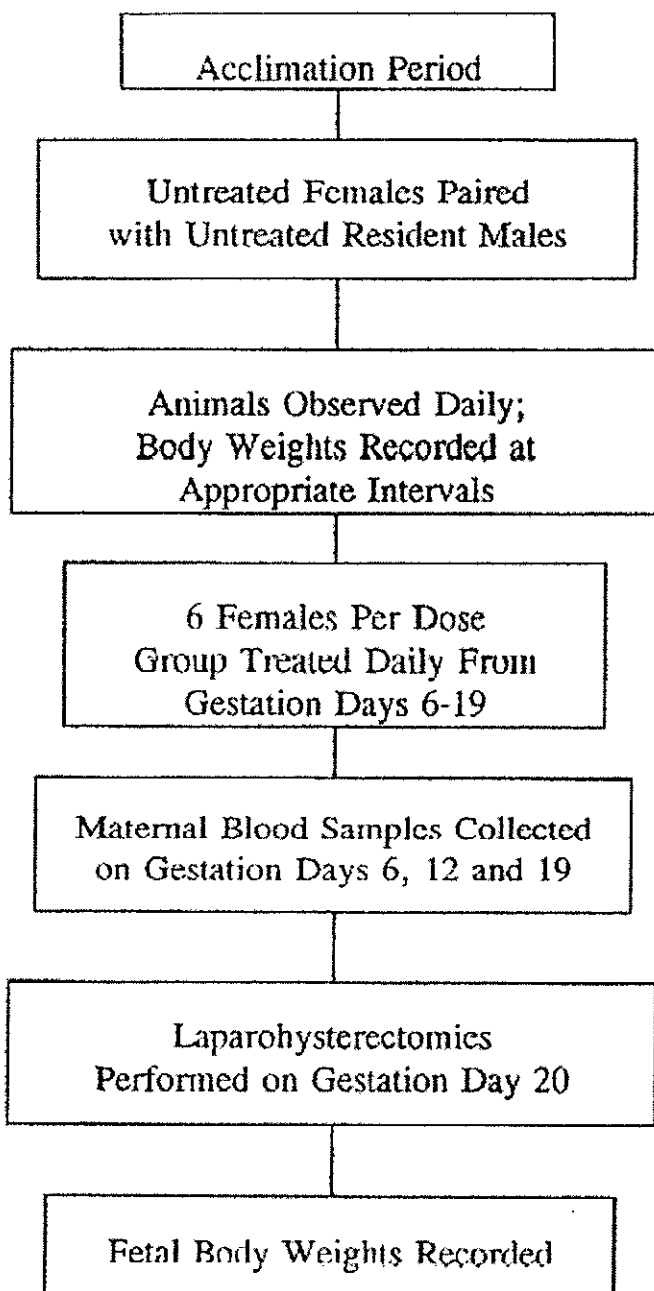 Acclimation Period
Untreated Females Paired
with Untreated Resident Males
Animals Observed Daily;
Body Weights Recorded at
Appropriate Intervals
6 Females Per Dose
Group Treated Daily From
Gestation Days 6-19
Maternal Blood Samples Collected
on Gestation Days 6, 12 and 19
Laparohysterectomies
Performed on Gestation Day 20
Fetal Body Weights Recorded